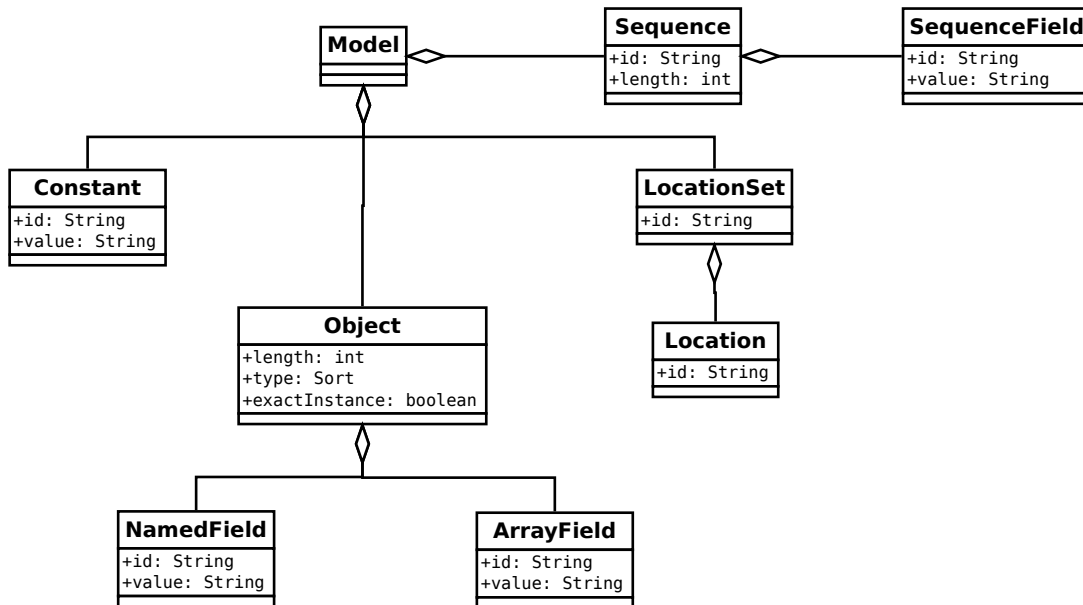 Model
Sequence
+id: String
+length: int
SequenceField
+id: String
+value: String
Constant
+id: String
+value: String
LocationSet
+id: String
Object
+length: int
+type: Sort
+exactInstance: boolean
Location
+id: String
NamedField
+id: String
+value: String
ArrayField
+id: String
+value: String